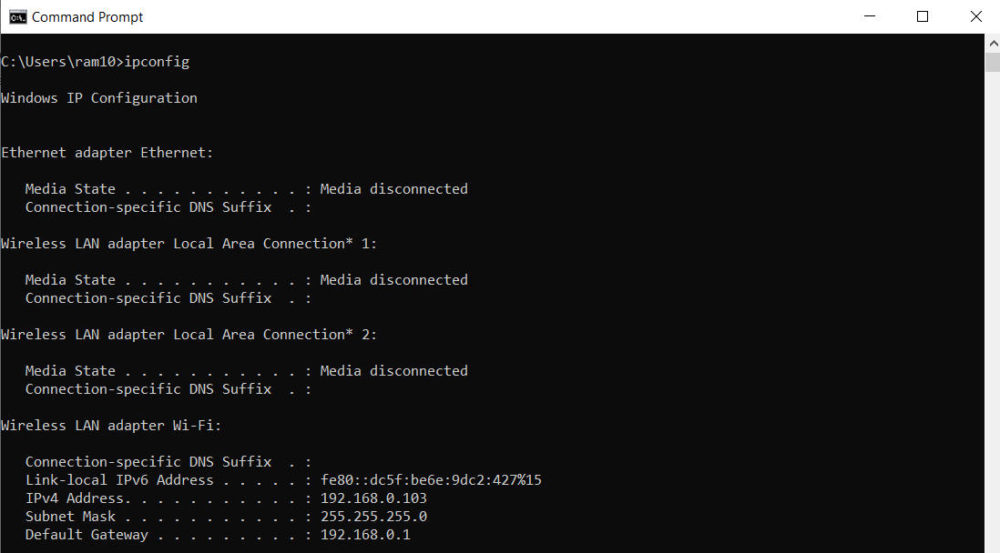 Command Prompt
C:\Users\ram10>ipconfig
Windows IP Configuration
Ethernet adapter Ethernet:
   Media State . . . . . . . . . . . : Media disconnected
   Connection-specific DNS Suffix  . :
Wireless LAN adapter Local Area Connection* 1:
   Media State . . . . . . . . . . . : Media disconnected
   Connection-specific DNS Suffix  . :
Wireless LAN adapter Local Area Connection* 2:
   Media State . . . . . . . . . . . : Media disconnected
   Connection-specific DNS Suffix  . :
Wireless LAN adapter Wi-Fi:
   Connection-specific DNS Suffix  . :
   Link-local IPv6 Address . . . . . : fe80::dc5f:be6e:9dc2:427%15
   IPv4 Address. . . . . . . . . . . : 192.168.0.103
   Subnet Mask . . . . . . . . . . . : 255.255.255.0
   Default Gateway . . . . . . . . . : 192.168.0.1